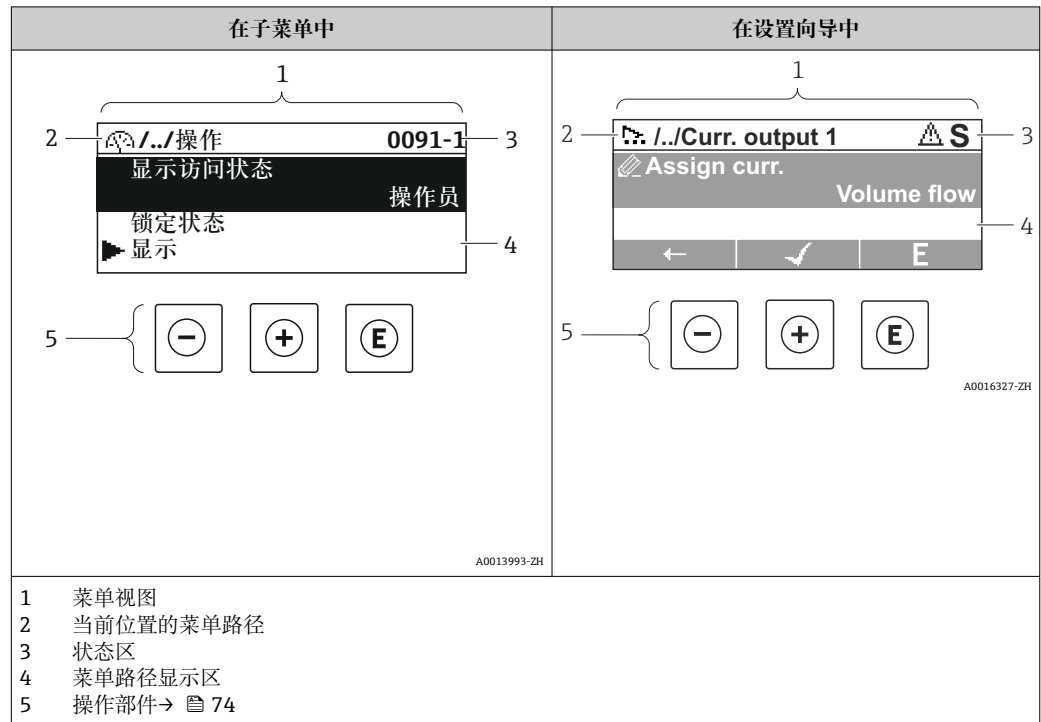 在子菜单中
在设置向导中
1
2
/../操作 0091-1
3
显示访问状态
操作员
锁定状态
显示
4
5
- + E
A0013993-ZH
1
2
/../Curr. output 1 S
3
Assign curr.
Volume flow
4
← ✓ E
5
- + E
A0016327-ZH
1 菜单视图
2 当前位置的菜单路径
3 状态区
4 菜单路径显示区
5 操作部件→ 74